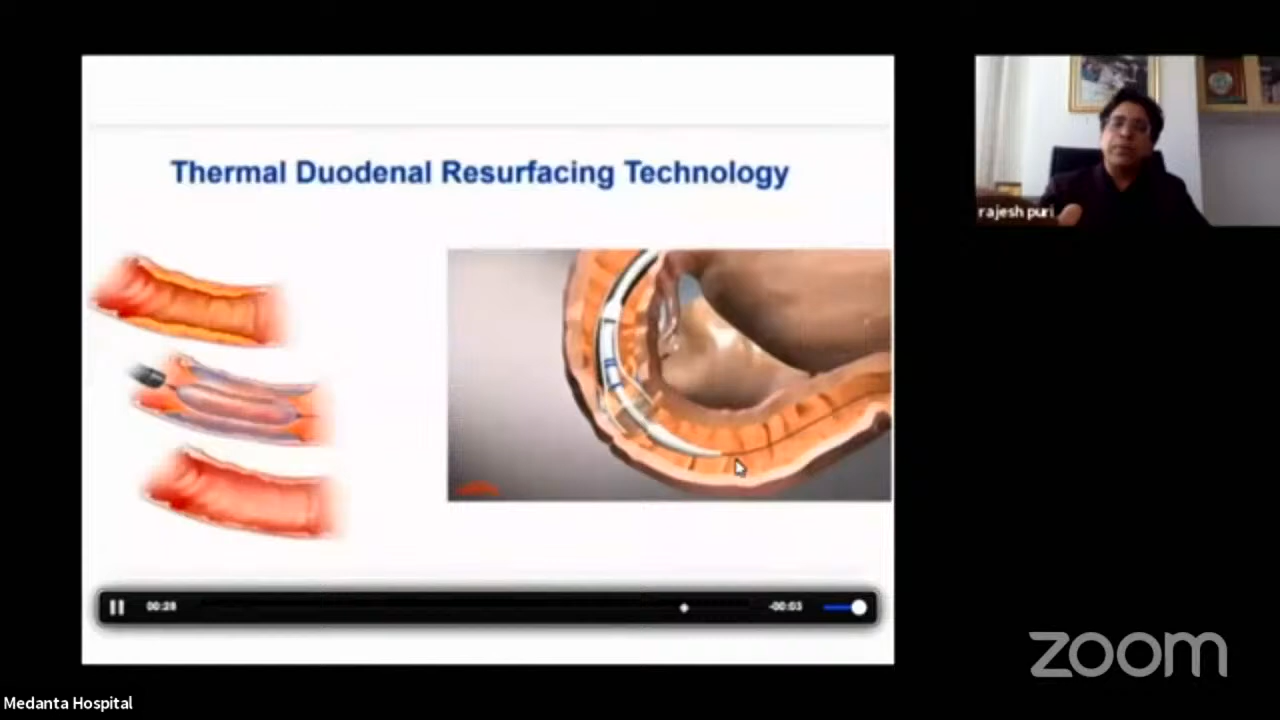 Thermal Duodenal Resurfacing Technology
rajesh puri
00:28
-00:03
zoom
Medanta Hospital